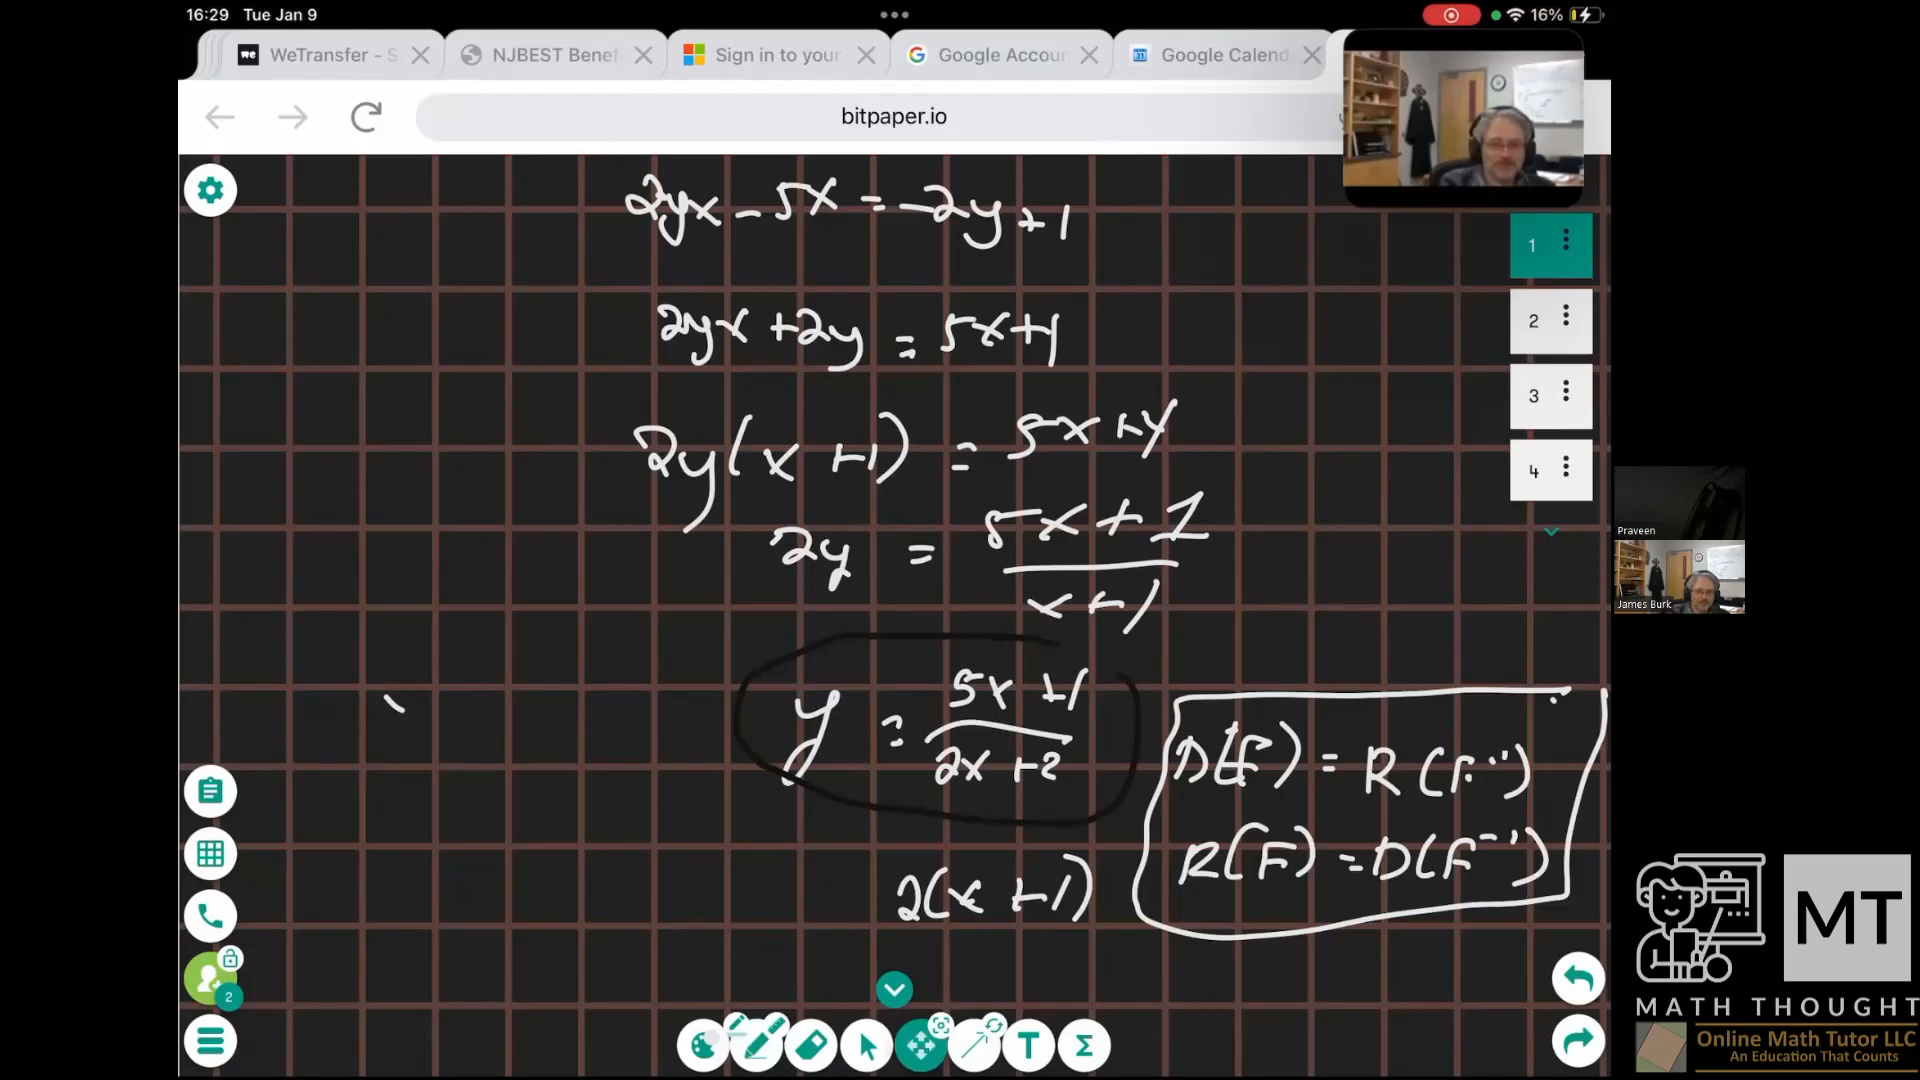 16:29 Tue Jan 9
16%
WeTransfer - S
NJBEST Benef
Sign in to your
Google Accoun
Google Calend
bitpaper.io
2yx - 5x = -2y + 1
2yx + 2y = 5x + 1
2y(x + 1) = 5x + 1
2y = 5x + 1
x + 1
y = 5x + 1
2x + 2
2(x + 1)
D(F) = R(F⁻¹)
R(F) = D(F⁻¹)
1
2
3
4
Praveen
James Burk
2
T
Σ
MT
MATH THOUGHT
Online Math Tutor LLC
An Education That Counts